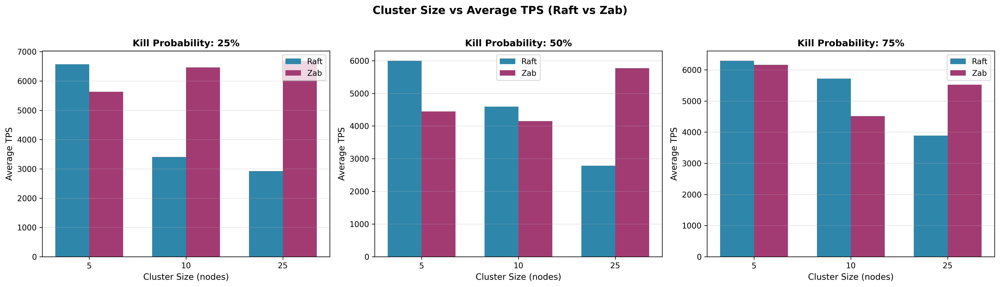 Cluster Size vs Average TPS (Raft vs Zab)
Kill Probability: 25%
Average TPS
7000
6000
5000
4000
3000
2000
1000
0
Raft
Zab
5 10 25
Cluster Size (nodes)
Kill Probability: 50%
Average TPS
6000
5000
4000
3000
2000
1000
0
Raft
Zab
5 10 25
Cluster Size (nodes)
Kill Probability: 75%
Average TPS
6000
5000
4000
3000
2000
1000
0
Raft
Zab
5 10 25
Cluster Size (nodes)